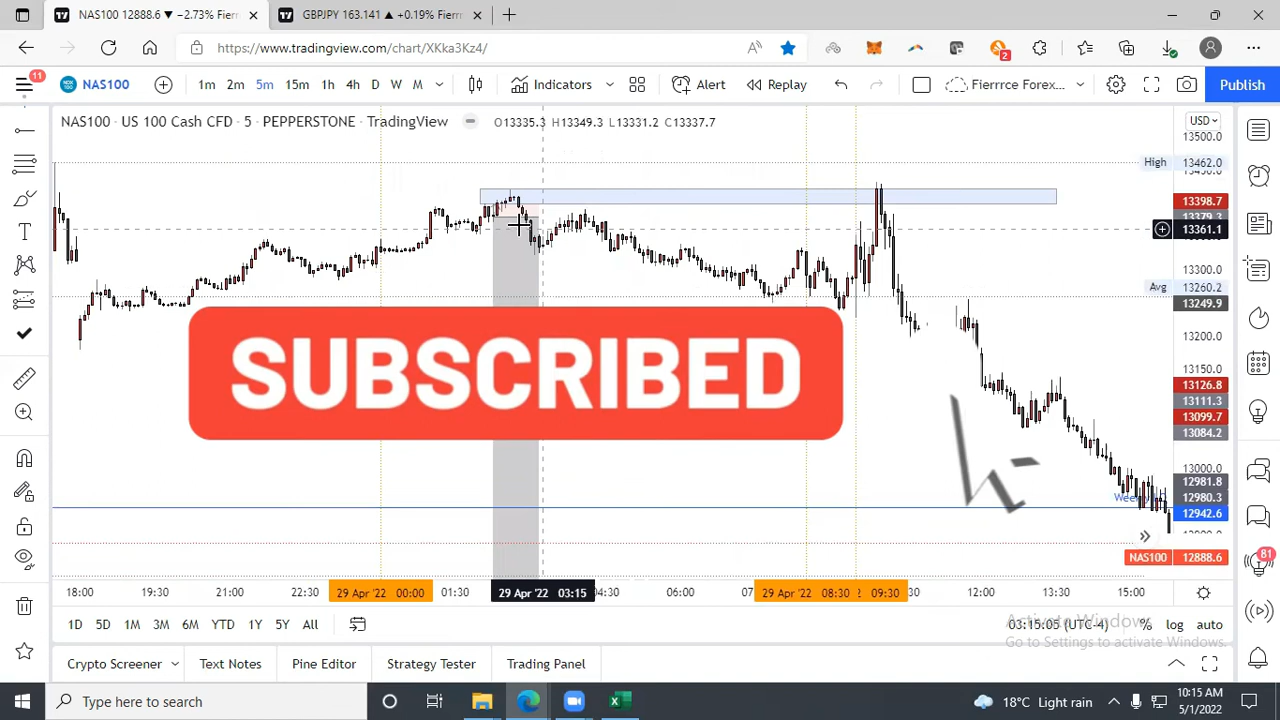 NAS100 12888.6 ▼ −2.73% Fierrr
GBPJPY 163.141 ▲ +0.19% Fierrr
https://www.tradingview.com/chart/XKka3Kz4/
2
11
NAS100 1m 2m 5m 15m 1h 4h D W M Indicators Alert Replay Fierrrce Forex... Publish
NAS100 · US 100 Cash CFD · 5 · PEPPERSTONE · TradingView O13335.3 H13349.3 L13331.2 C13337.7
USD
13500.0
High 13462.0
13398.7
13379.3
13361.1
13300.0
Avg 13260.2
13249.9
13200.0
13150.0
SUBSCRIBED
13126.8
13111.3
13099.7
13084.2
13000.0
12981.8
12980.3
12942.6
NAS100 12888.6
81
18:00 19:30 21:00 22:30 29 Apr '22 00:00 01:30 29 Apr '22 03:15 04:30 06:00 07 29 Apr '22 08:30 09:30 12:00 13:30 15:00
1D 5D 1M 3M 6M YTD 1Y 5Y All 03:15:05 (UTC-4) % log auto
Activate Windows
Go to Settings to activate Windows.
Crypto Screener Text Notes Pine Editor Strategy Tester Trading Panel
Type here to search
18°C Light rain
10:15 AM
5/1/2022